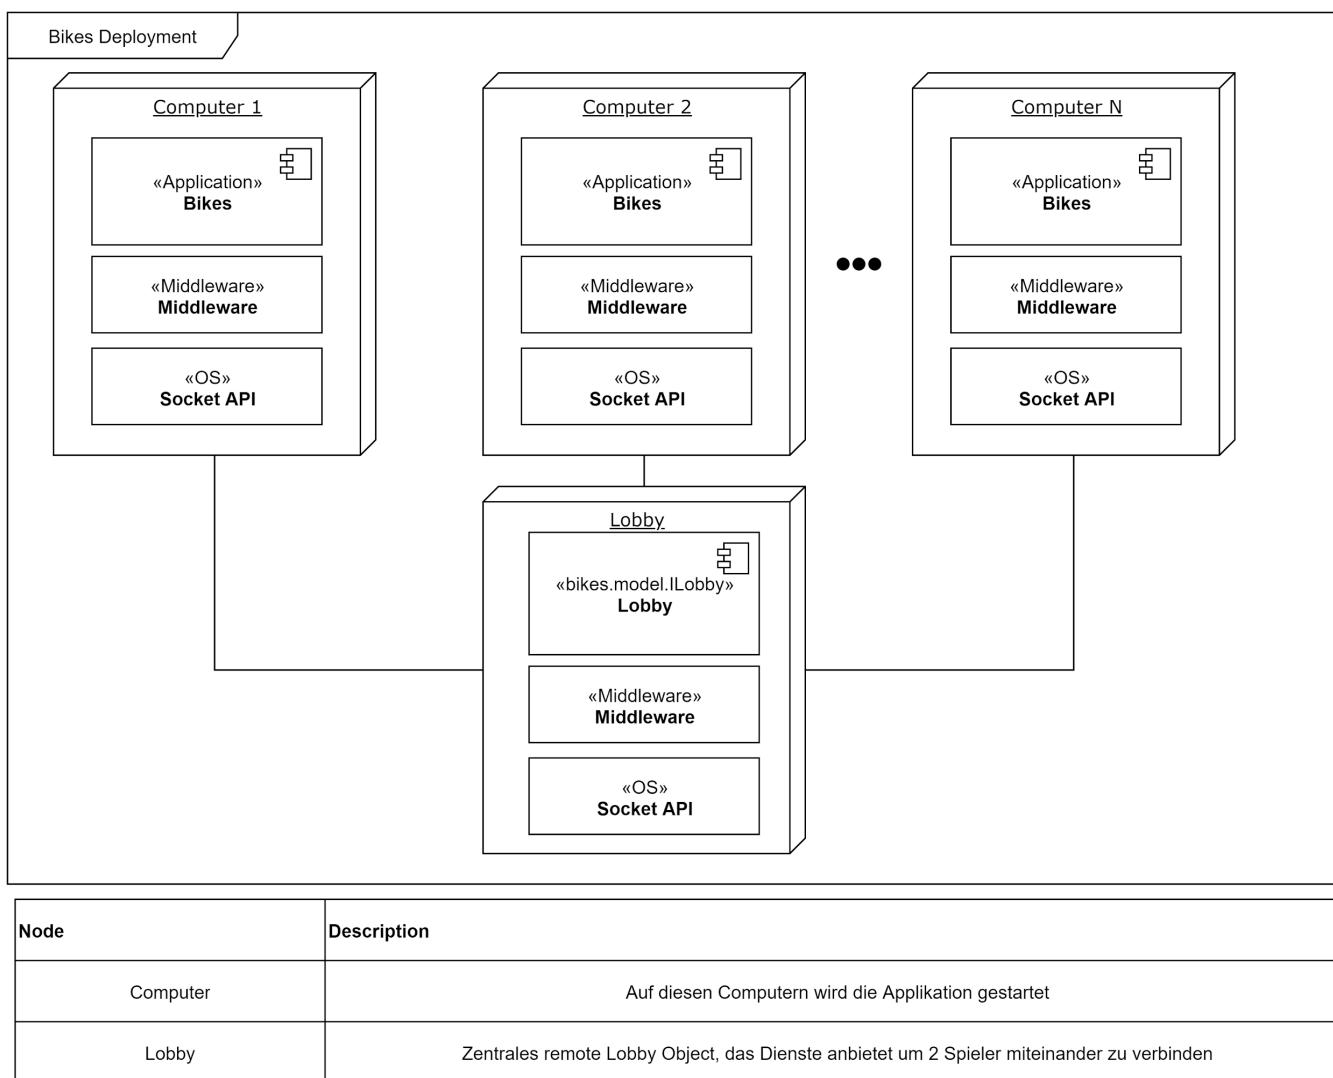 Bikes Deployment
Computer 1
«Application»
Bikes
«Middleware»
Middleware
«OS»
Socket API
Computer 2
«Application»
Bikes
«Middleware»
Middleware
«OS»
Socket API
Computer N
«Application»
Bikes
«Middleware»
Middleware
«OS»
Socket API
Lobby
«bikes.model.ILobby»
Lobby
«Middleware»
Middleware
«OS»
Socket API
Node Description
Computer Auf diesen Computern wird die Applikation gestartet
Lobby Zentrales remote Lobby Object, das Dienste anbietet um 2 Spieler miteinander zu verbinden